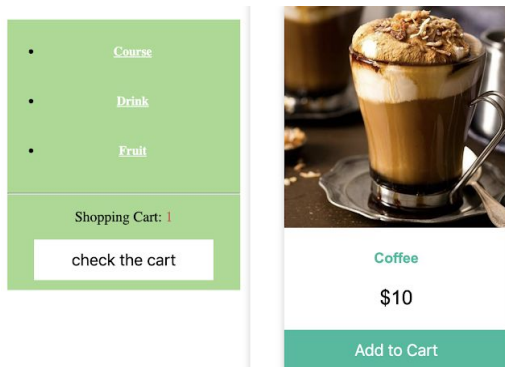 Course
Drink
Fruit
Shopping Cart: 1
check the cart
Coffee
$10
Add to Cart